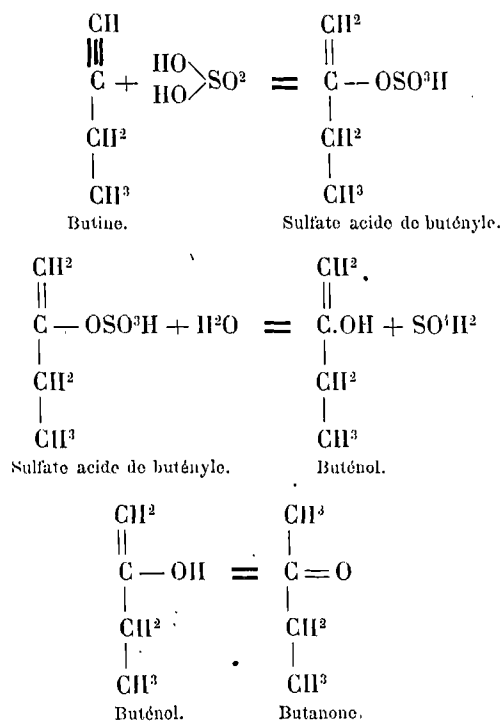 CH CH²
||| HO ||
C + HO > SO² = C — OSO³H
| |
CH² CH²
| |
CH³ CH³
Butine. Sulfate acide de butényle.
CH² CH²
|| ||
C — OSO³H + H²O = C.OH + SO⁴H²
| |
CH² CH²
| |
CH³ CH³
Sulfate acide de butényle. Buténol.
CH² CH³
|| |
C — OH = C = O
| |
CH² CH²
| |
CH³ CH³
Buténol. Butanone.